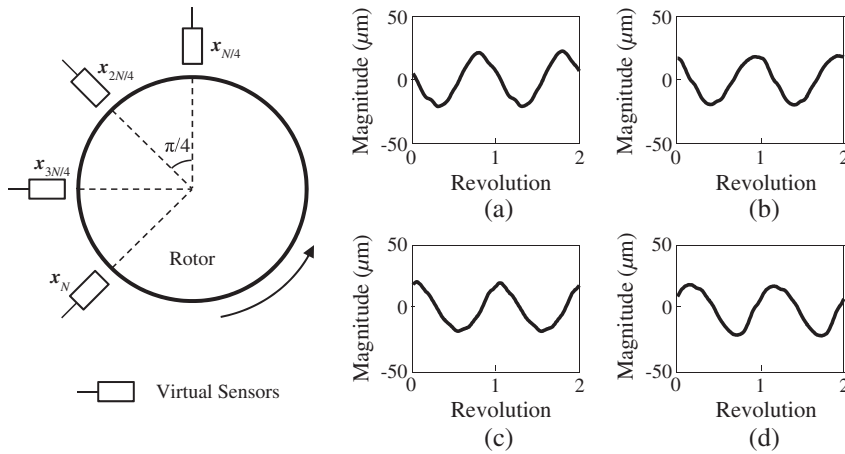 x_{N/4}
x_{2N/4}
π/4
x_{3N/4}
x_N
Rotor
Virtual Sensors
Magnitude (μm)
50
0
-50
0 1 2
Revolution
(a)
Magnitude (μm)
50
0
-50
0 1 2
Revolution
(b)
Magnitude (μm)
50
0
-50
0 1 2
Revolution
(c)
Magnitude (μm)
50
0
-50
0 1 2
Revolution
(d)